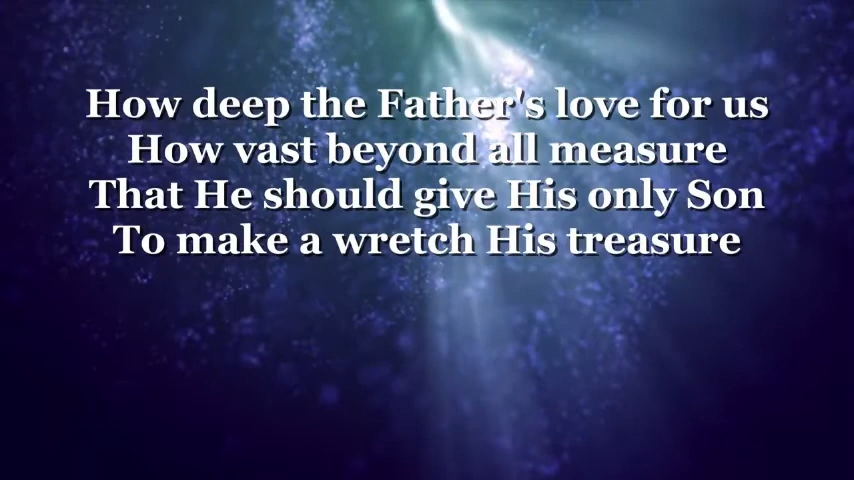 How deep the Father's love for us
How vast beyond all measure
That He should give His only Son
To make a wretch His treasure